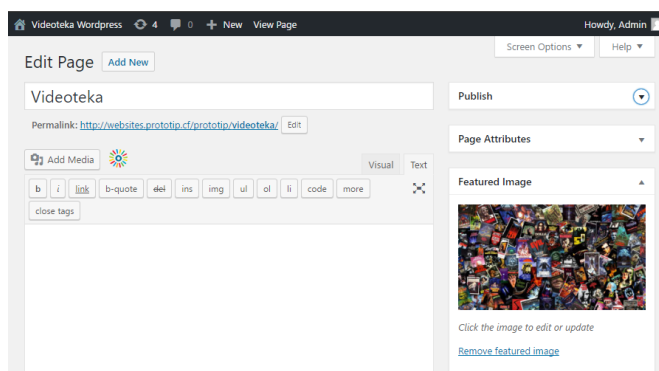 Videoteka Wordpress 4 0 + New View Page Howdy, Admin
Screen Options ▼ Help ▼
Edit Page Add New
Videoteka
Permalink: http://websites.prototip.cf/prototip/videoteka/ Edit
Add Media
Visual Text
b i link b-quote del ins img ul ol li code more
close tags
Publish
Page Attributes
Featured Image
Click the image to edit or update
Remove featured image